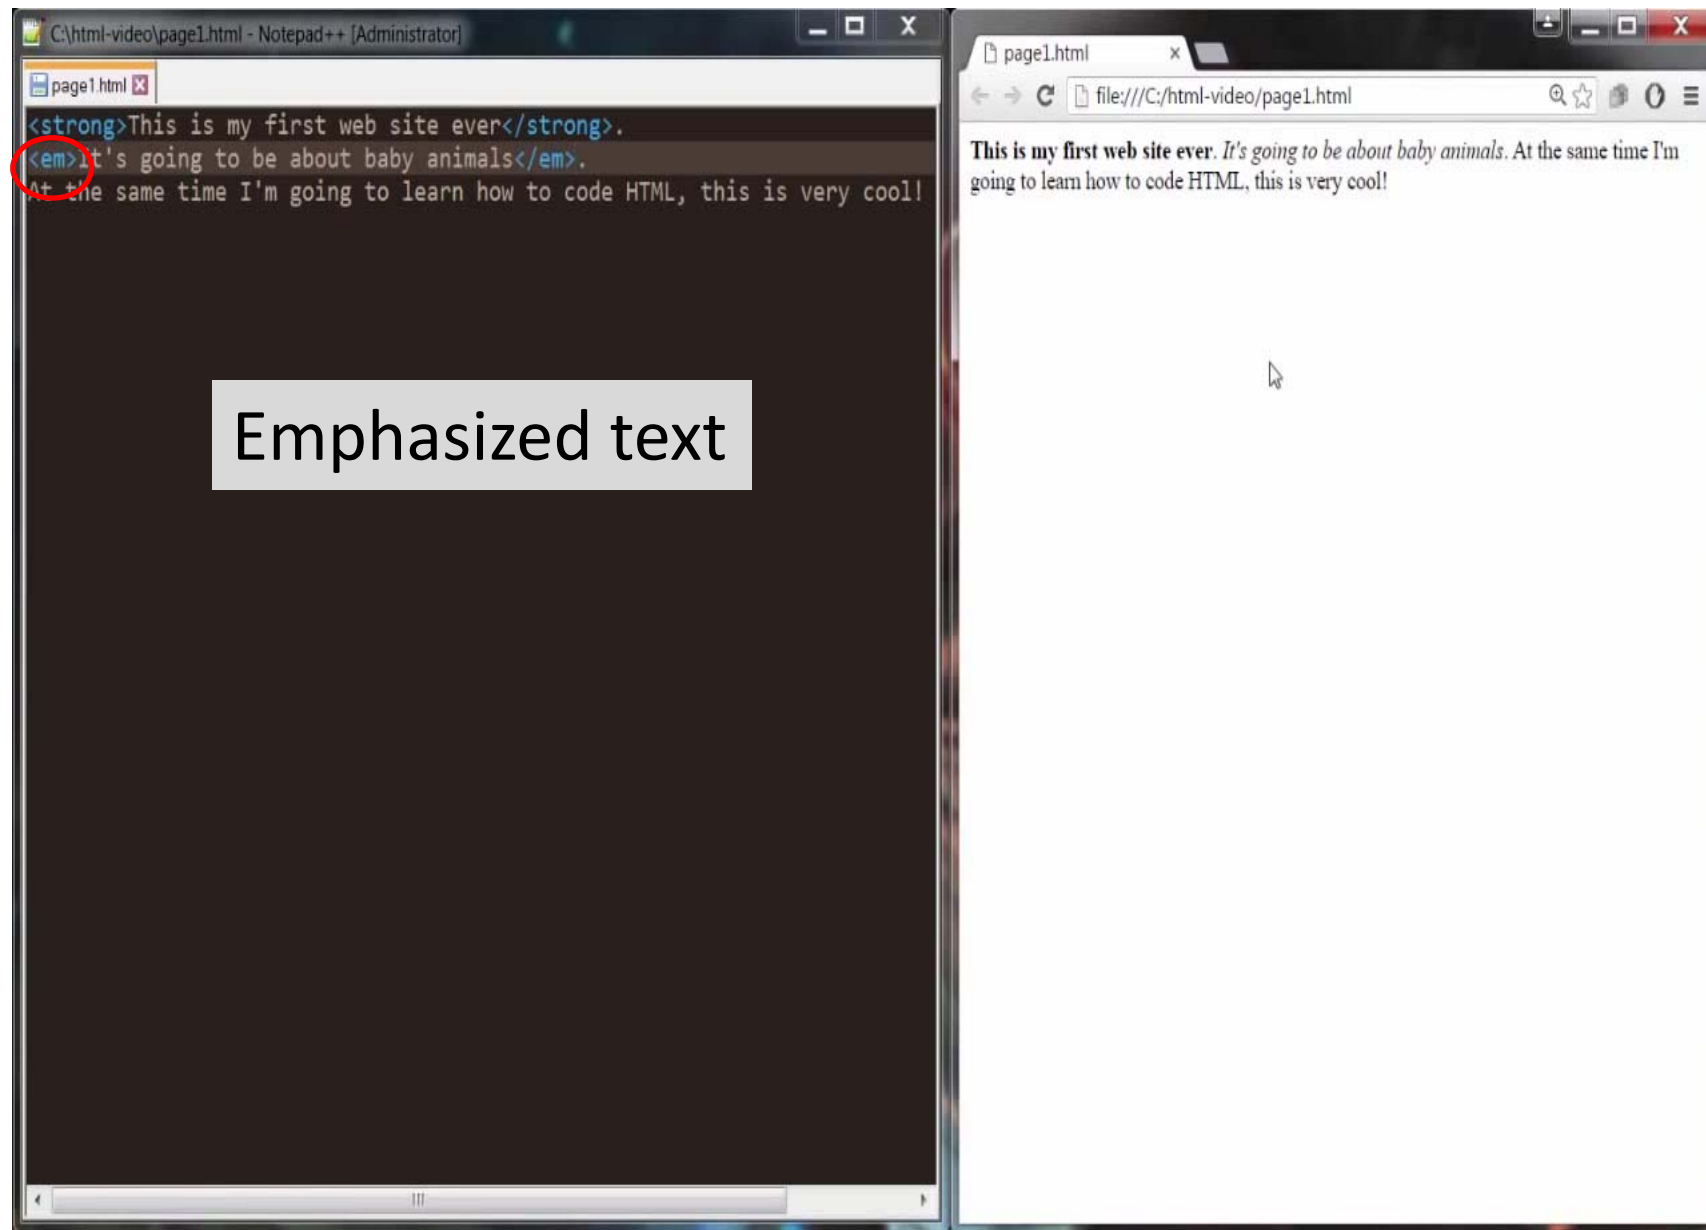 C:\html-video\page1.html - Notepad++ [Administrator]
page1.html
<strong>This is my first web site ever</strong>.
<em>It's going to be about baby animals</em>.
At the same time I'm going to learn how to code HTML, this is very cool!
Emphasized text
page1.html
file:///C:/html-video/page1.html
This is my first web site ever. It's going to be about baby animals. At the same time I'm
going to learn how to code HTML, this is very cool!